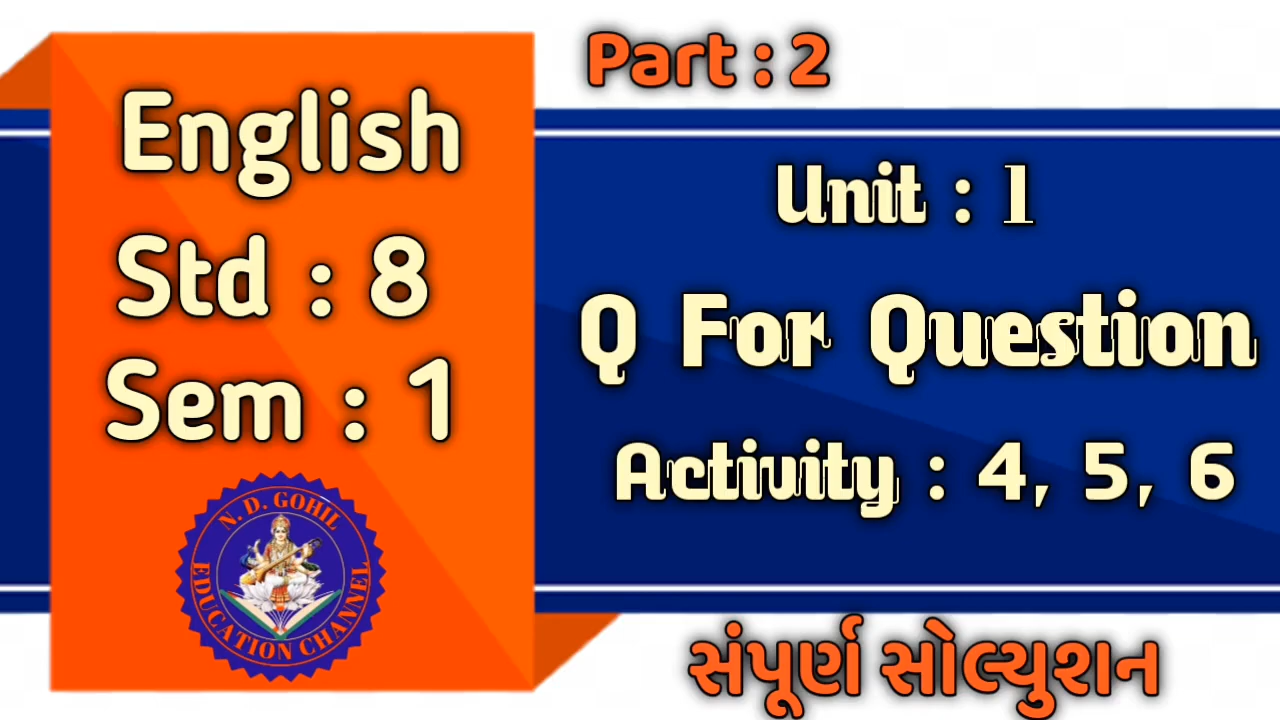 English
Std : 8
Sem : 1
N. D. GOHIL
EDUCATION CHANNEL
Part : 2
Unit : 1
Q For Question
Activity : 4, 5, 6
સંપૂર્ણ સોલ્યુશન